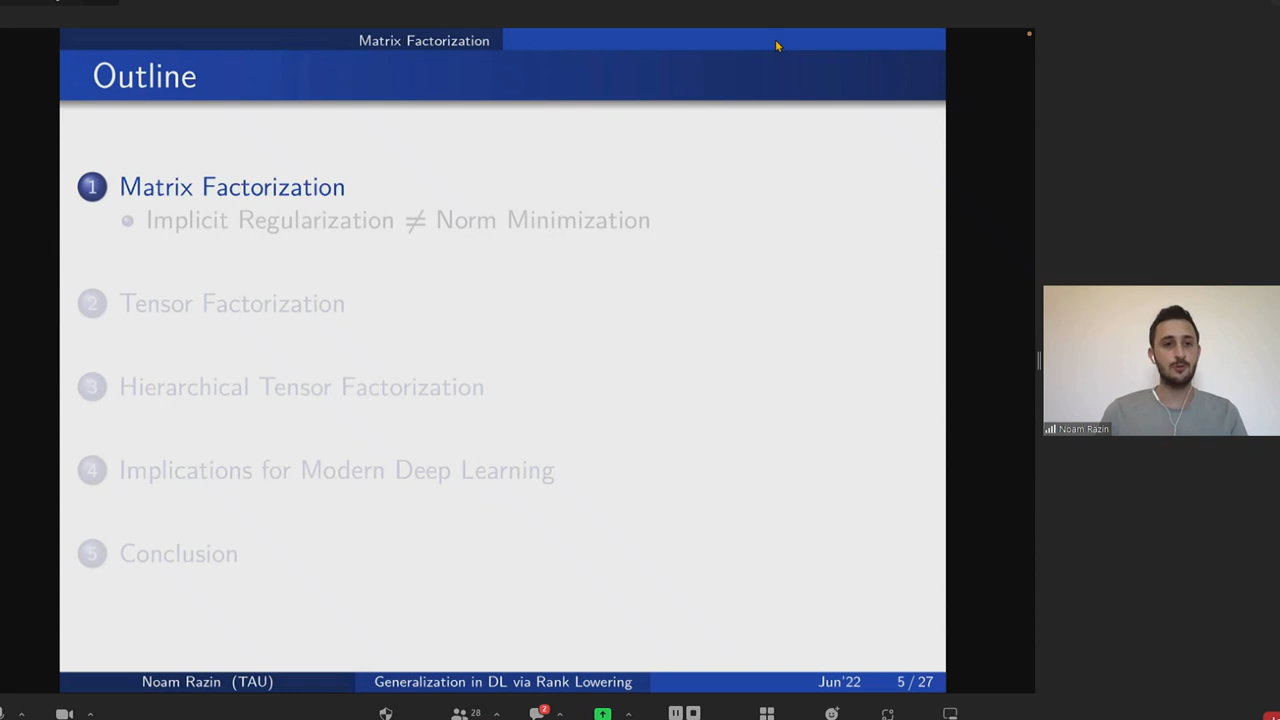 Matrix Factorization
Outline
1 Matrix Factorization
Implicit Regularization ≠ Norm Minimization
2 Tensor Factorization
3 Hierarchical Tensor Factorization
4 Implications for Modern Deep Learning
5 Conclusion
Noam Razin
Noam Razin (TAU) Generalization in DL via Rank Lowering Jun'22 5 / 27
28 2